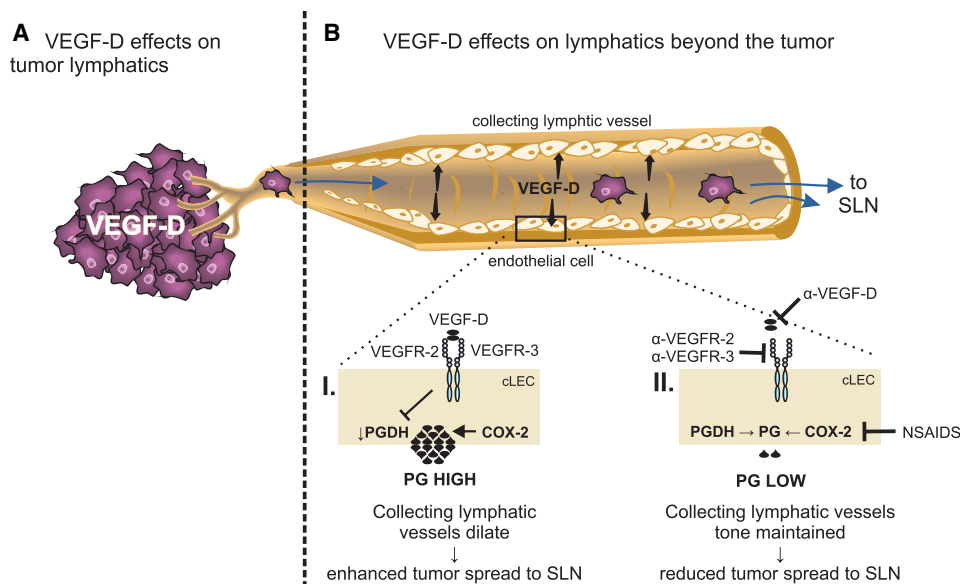 A
VEGF-D effects on
tumor lymphatics
VEGF-D
B
VEGF-D effects on lymphatics beyond the tumor
collecting lymphtic vessel
VEGF-D
to
SLN
endothelial cell
I.
VEGF-D
VEGFR-2
VEGFR-3
cLEC
↓PGDH
COX-2
PG HIGH
Collecting lymphatic
vessels dilate
↓
enhanced tumor spread to SLN
II.
α-VEGF-D
α-VEGFR-2
α-VEGFR-3
cLEC
PGDH → PG ← COX-2
NSAIDS
PG LOW
Collecting lymphatic vessels
tone maintained
↓
reduced tumor spread to SLN